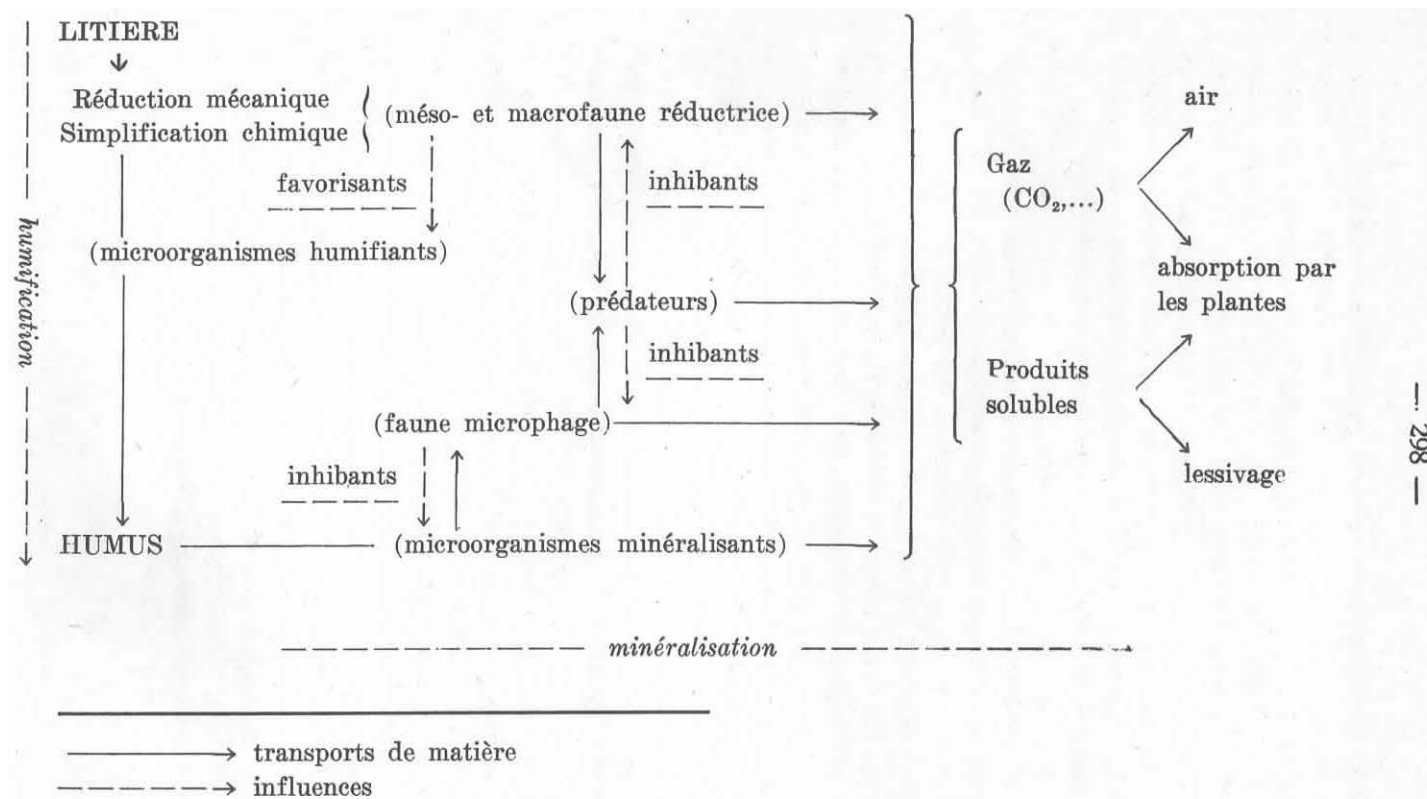 LITIERE
Réduction mécanique
Simplification chimique
(méso- et macrofaune réductrice)
favorisants
inhibants
(microorganismes humifiants)
humification
(prédateurs)
inhibants
(faune microphage)
inhibants
HUMUS
(microorganismes minéralisants)
minéralisation
Gaz
(CO₂,...)
air
absorption par
les plantes
Produits
solubles
lessivage
— 298 —
transports de matière
influences